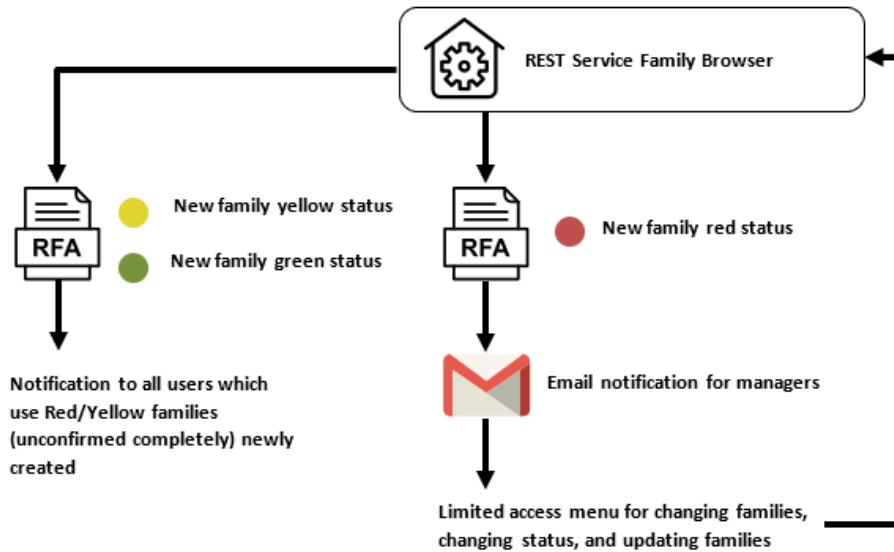 REST Service Family Browser
RFA
New family yellow status
New family green status
RFA
New family red status
Notification to all users which
use Red/Yellow families
(unconfirmed completely) newly
created
Email notification for managers
Limited access menu for changing families,
changing status, and updating families